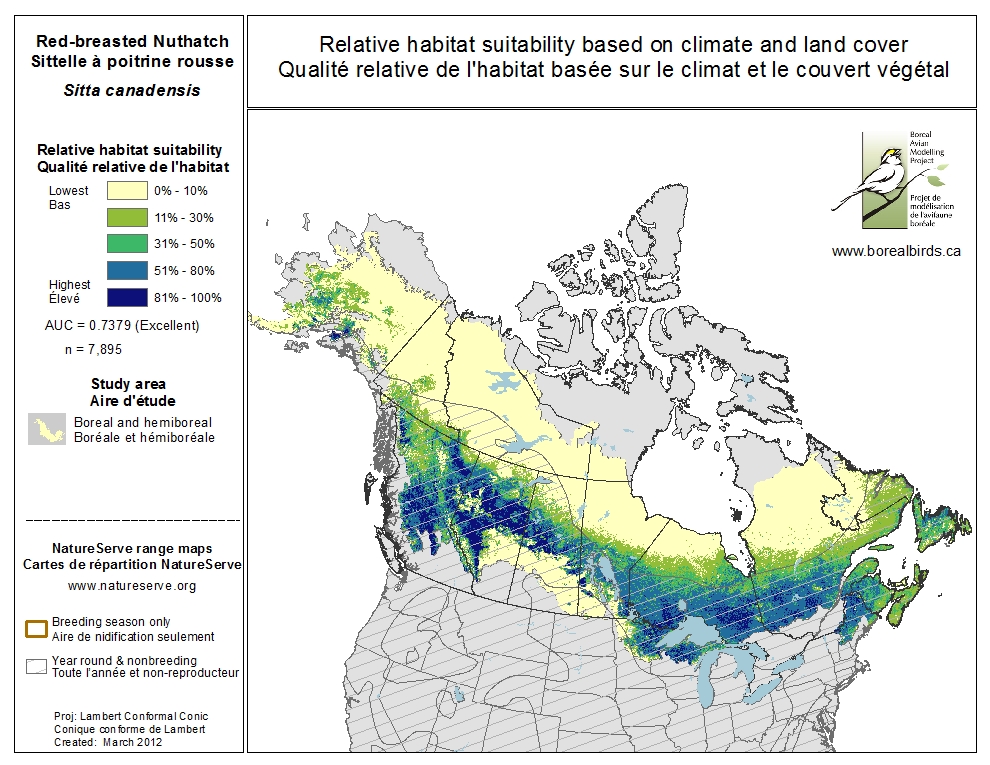 Red-breasted Nuthatch
Sittelle à poitrine rousse
Sitta canadensis
Relative habitat suitability based on climate and land cover
Qualité relative de l'habitat basée sur le climat et le couvert végétal
Relative habitat suitability
Qualité relative de l'habitat
Lowest
Bas
0% - 10%
11% - 30%
31% - 50%
51% - 80%
Highest
Élevé
81% - 100%
AUC = 0.7379 (Excellent)
n = 7,895
Study area
Aire d'étude
Boreal and hemiboreal
Boréale et hémiboréale
NatureServe range maps
Cartes de répartition NatureServe
www.natureserve.org
Breeding season only
Aire de nidification seulement
Year round & nonbreeding
Toute l'année et non-reproducteur
Proj: Lambert Conformal Conic
Conique conforme de Lambert
Created: March 2012
Boreal
Avian
Modelling
Project
Projet de
modélisation
de l'avifaune
boréale
www.borealbirds.ca